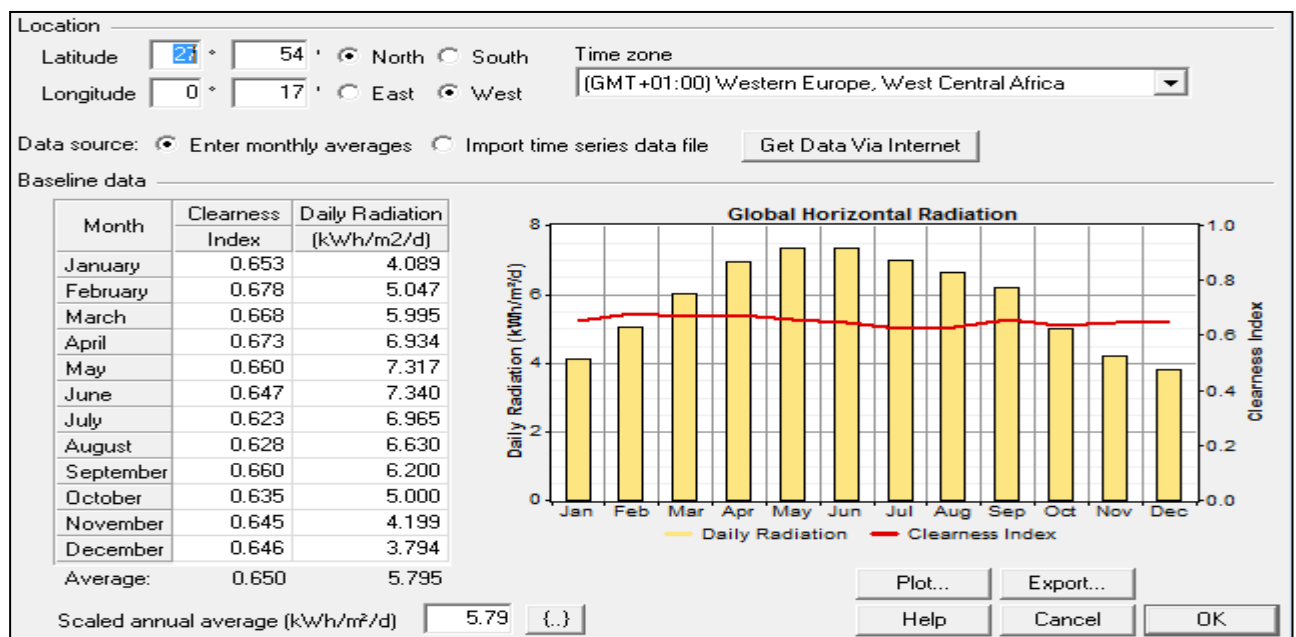 Location
Latitude 27 ° 54 ' North South Time zone
Longitude 0 ° 17 ' East West (GMT+01:00) Western Europe, West Central Africa
Data source: Enter monthly averages Import time series data file Get Data Via Internet
Baseline data
Month Clearness Index Daily Radiation (kWh/m2/d)
January 0.653 4.089
February 0.678 5.047
March 0.668 5.995
April 0.673 6.934
May 0.660 7.317
June 0.647 7.340
July 0.623 6.965
August 0.628 6.630
September 0.660 6.200
October 0.635 5.000
November 0.645 4.199
December 0.646 3.794
Average: 0.650 5.795
Scaled annual average (kWh/m²/d) 5.79 {..}
Global Horizontal Radiation
Daily Radiation (kWh/m²/d)
8
6
4
2
0
1.0
0.8
0.6
0.4
0.2
0.0
Clearness Index
Jan Feb Mar Apr May Jun Jul Aug Sep Oct Nov Dec
Daily Radiation Clearness Index
Plot... Export...
Help Cancel OK